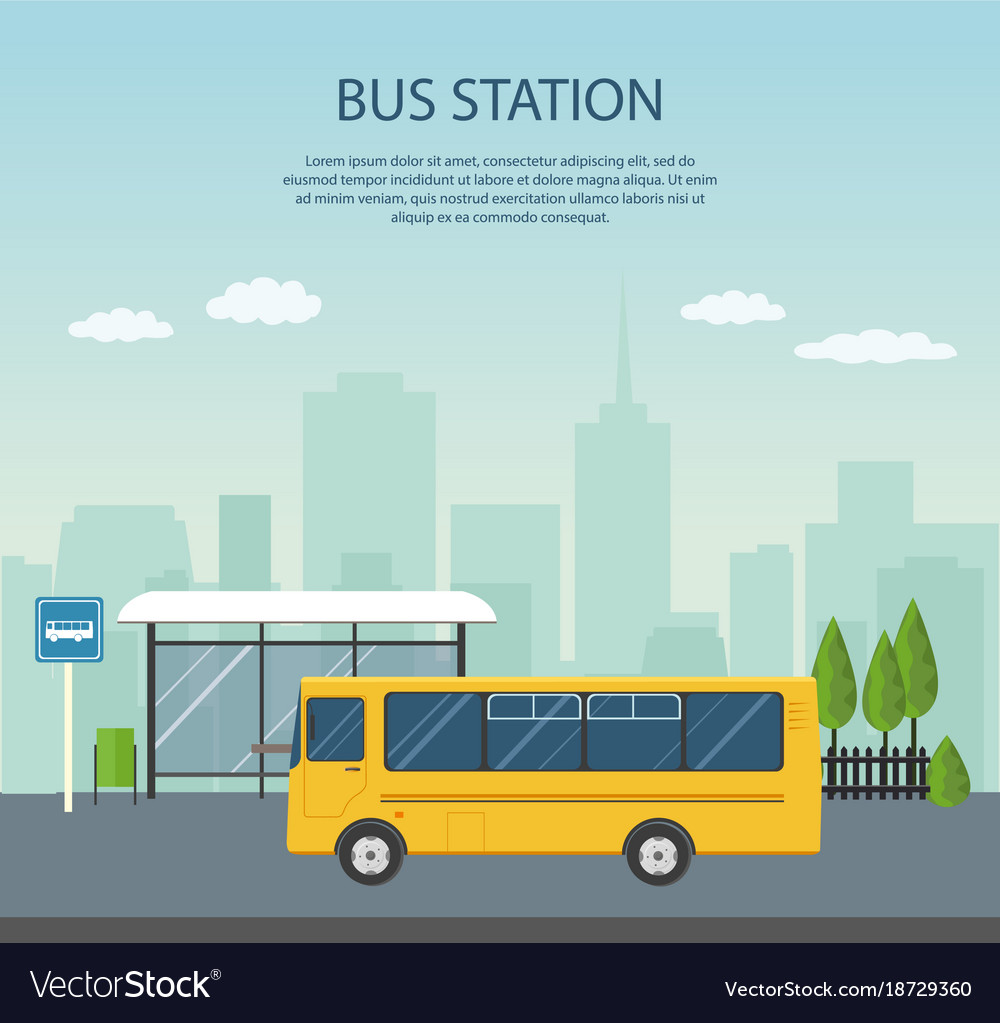 BUS STATION
Lorem ipsum dolor sit amet, consectetur adipiscing elit, sed do
eiusmod tempor incididunt ut labore et dolore magna aliqua. Ut enim
ad minim veniam, quis nostrud exercitation ullamco laboris nisi ut
aliquip ex ea commodo consequat.
VectorStock®
VectorStock.com/18729360